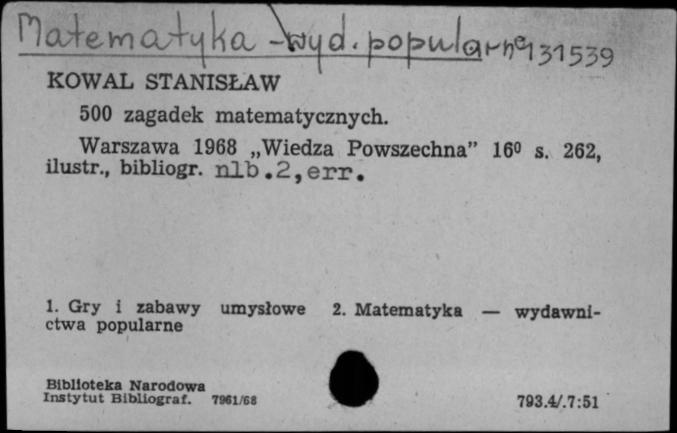 Matematyka - wyd. popularne 131539
KOWAL STANISŁAW
500 zagadek matematycznych.
Warszawa 1968 „Wiedza Powszechna” 16⁰ s. 262,
ilustr., bibliogr. nlb.2,err.
1. Gry i zabawy umysłowe 2. Matematyka — wydawni-
ctwa popularne
Biblioteka Narodowa
Instytut Bibliograf. 7961/68
793.4/.7:51